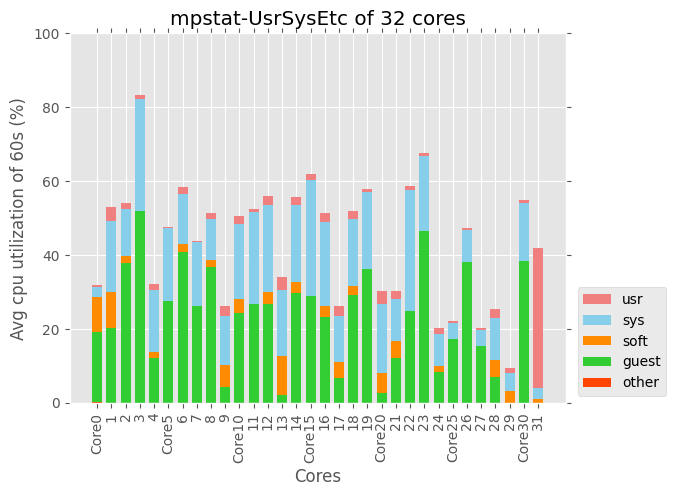 mpstat-UsrSysEtc of 32 cores
Avg cpu utilization of 60s (%)
100
80
60
40
20
0
Core0
1
2
3
4
Core5
6
7
8
9
Core10
11
12
13
14
Core15
16
17
18
19
Core20
21
22
23
24
Core25
26
27
28
29
Core30
31
Cores
usr
sys
soft
guest
other